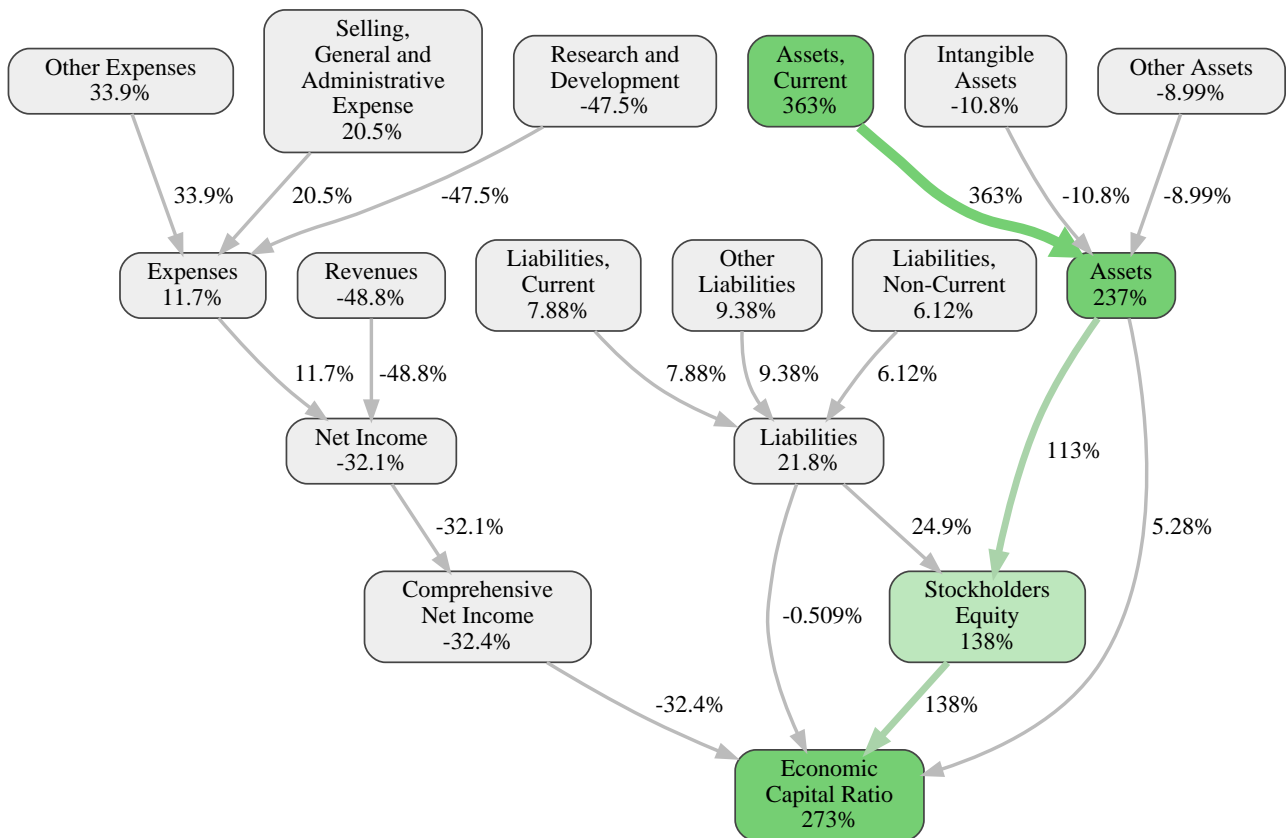 Other Expenses
33.9%
Selling,
General and
Administrative
Expense
20.5%
Research and
Development
-47.5%
Assets,
Current
363%
Intangible
Assets
-10.8%
Other Assets
-8.99%
33.9%
20.5%
-47.5%
363%
-10.8%
-8.99%
Expenses
11.7%
Revenues
-48.8%
Liabilities,
Current
7.88%
Other
Liabilities
9.38%
Liabilities,
Non-Current
6.12%
Assets
237%
11.7%
-48.8%
7.88%
9.38%
6.12%
Net Income
-32.1%
Liabilities
21.8%
113%
-32.1%
24.9%
5.28%
Comprehensive
Net Income
-32.4%
-0.509%
Stockholders
Equity
138%
-32.4%
138%
Economic
Capital Ratio
273%